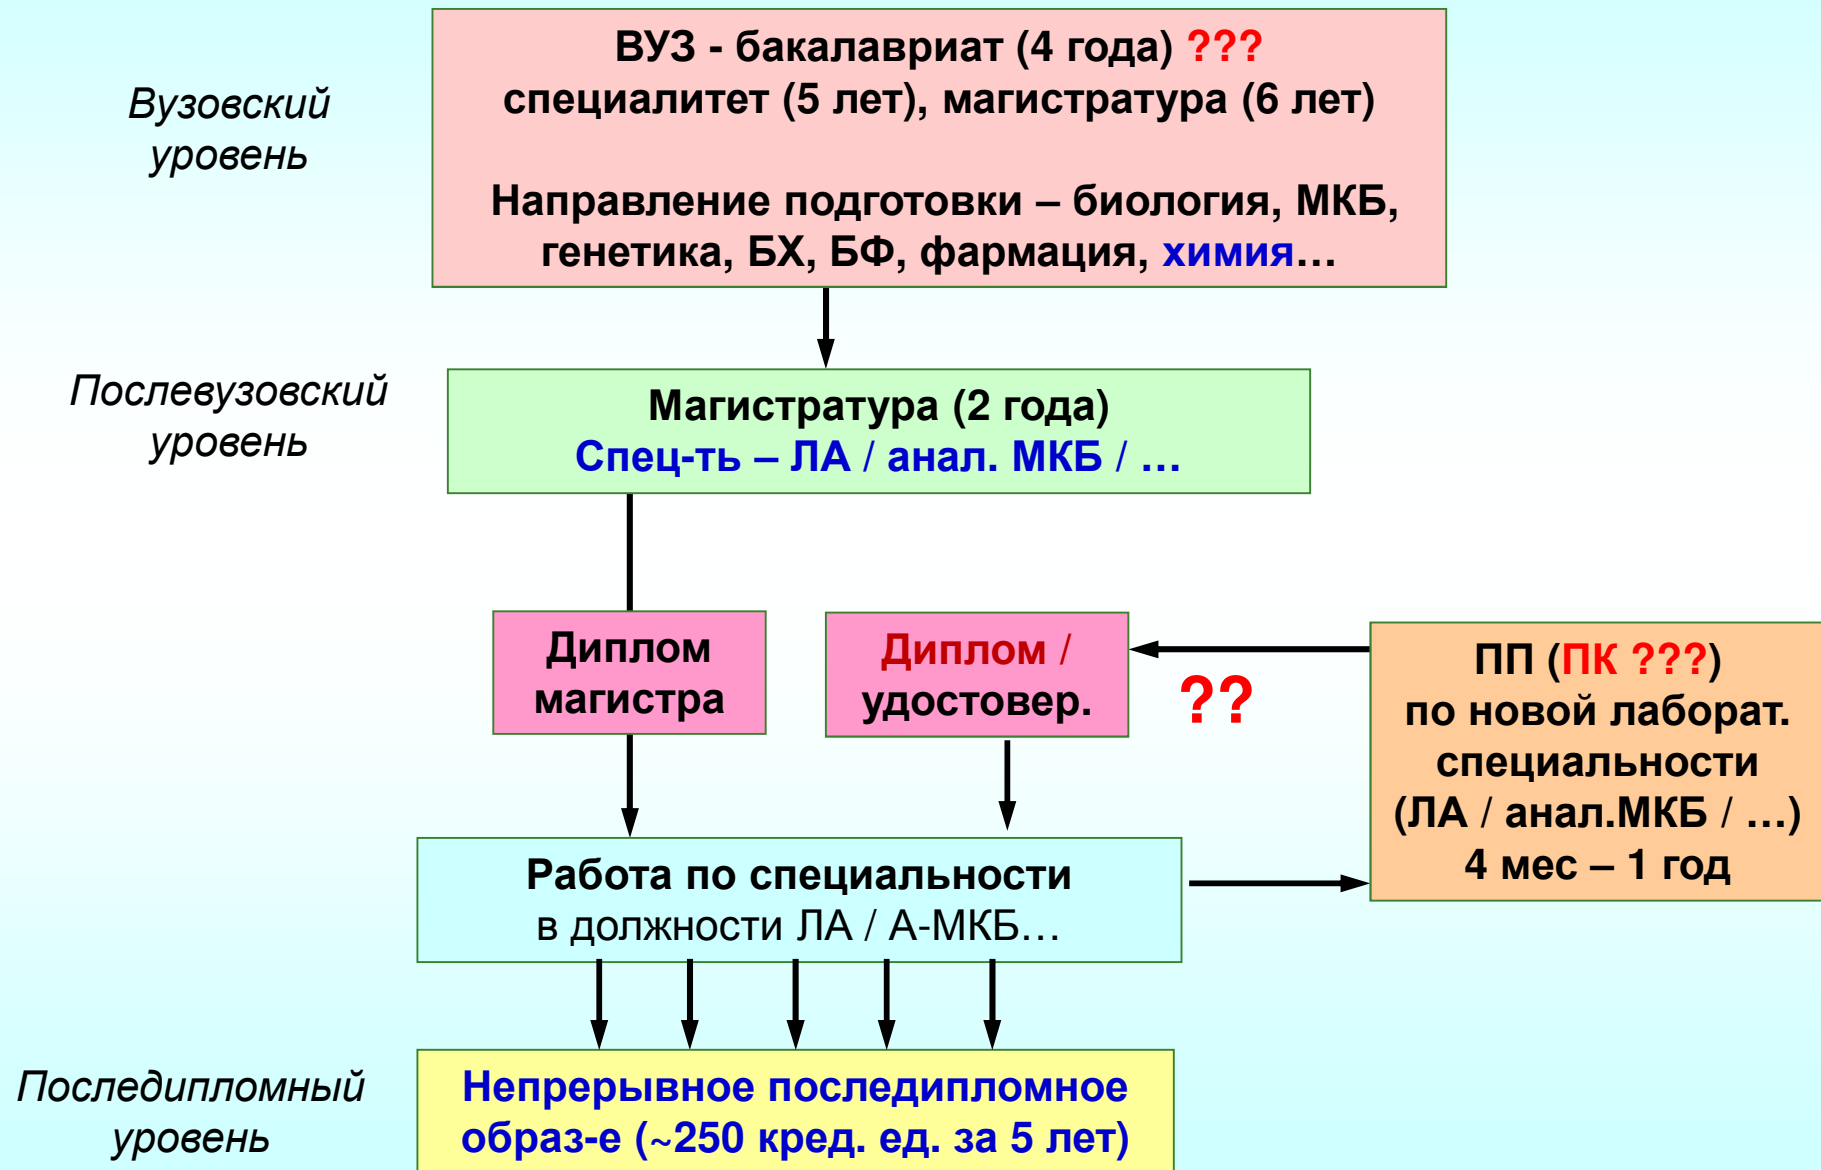 ВУЗ - бакалавриат (4 года) ???
специалитет (5 лет), магистратура (6 лет)
Направление подготовки – биология, МКБ,
генетика, БХ, БФ, фармация, химия…
Вузовский
уровень
Послевузовский
уровень
Магистратура (2 года)
Спец-ть – ЛА / анал. МКБ / …
Диплом
магистра
Диплом /
удостовер.
??
ПП (ПК ???)
по новой лаборат.
специальности
(ЛА / анал.МКБ / …)
4 мес – 1 год
Работа по специальности
в должности ЛА / А-МКБ…
Последипломный
уровень
Непрерывное последипломное
образ-е (~250 кред. ед. за 5 лет)